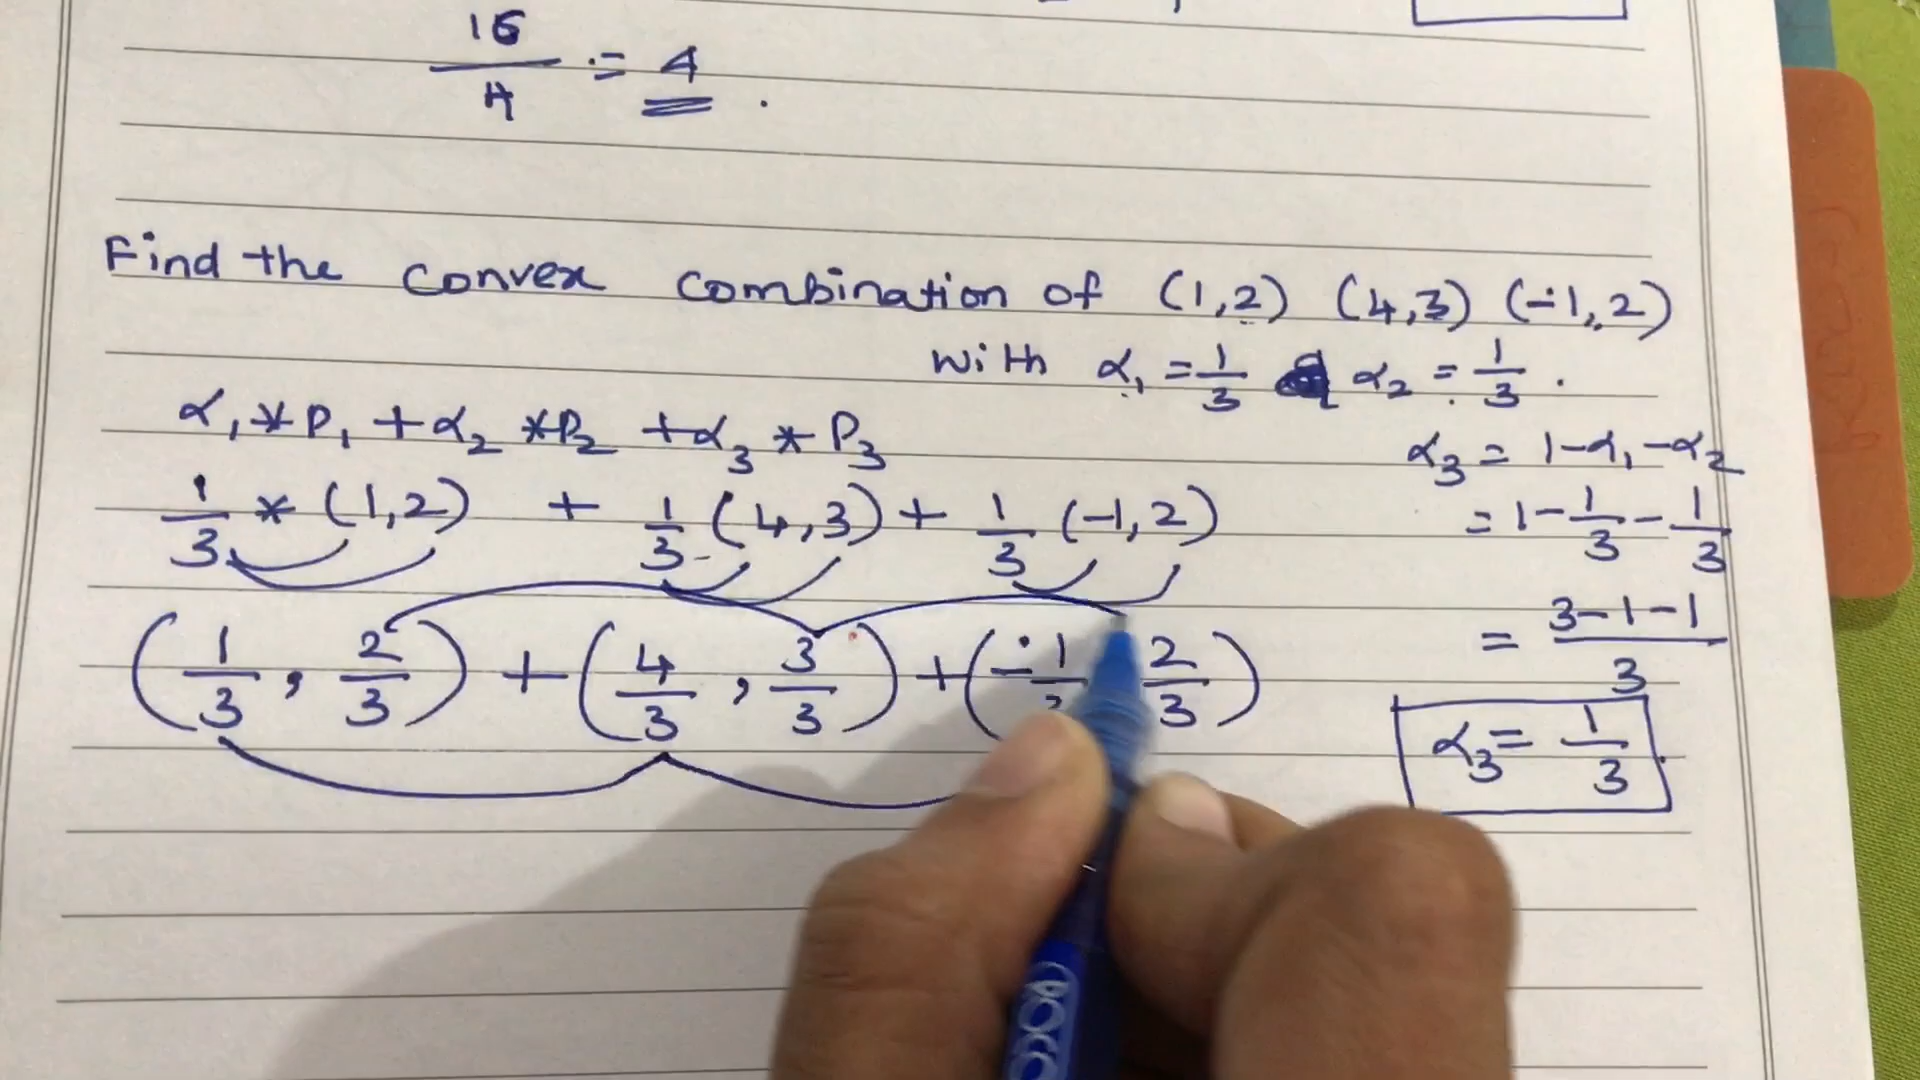 16/4 = 4.
Find the convex combination of (1,2) (4,3) (-1,2)
with α₁ = 1/3 α₂ = 1/3.
α₁ * P₁ + α₂ * P₂ + α₃ * P₃
α₃ = 1-α₁-α₂
1/3 * (1,2) + 1/3 (4,3) + 1/3 (-1,2)
= 1-1/3-1/3
= 3-1-1/3
(1/3, 2/3) + (4/3, 3/3) + (-1/3 2/3)
α₃ = 1/3